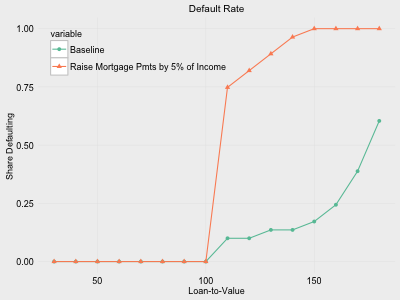 Default Rate
variable
Baseline
Raise Mortgage Pmts by 5% of Income
Share Defaulting
1.00
0.75
0.50
0.25
0.00
50
100
150
Loan-to-Value